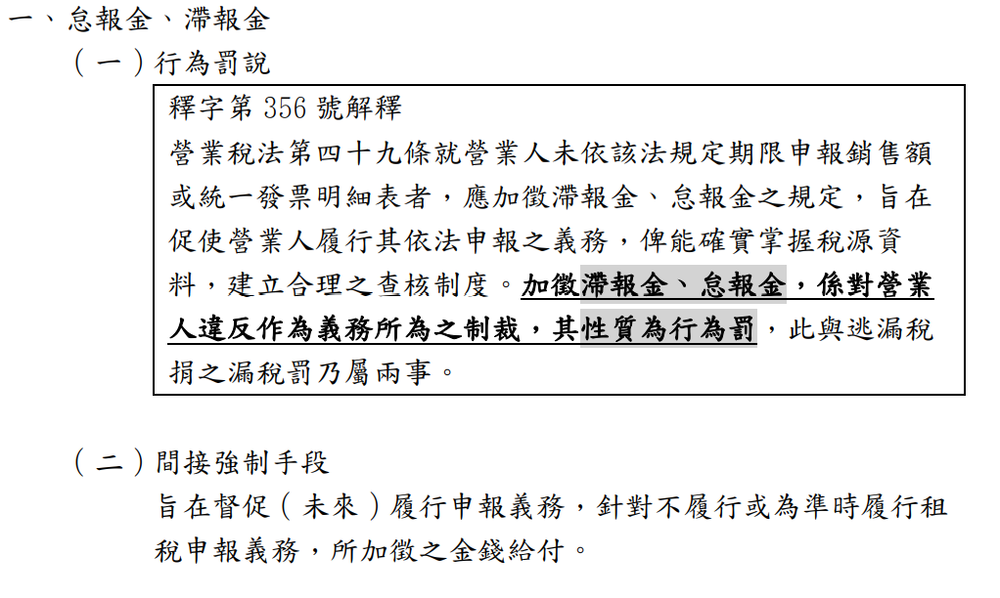 一、怠報金、滯報金
（一）行為罰說
釋字第 356 號解釋
營業稅法第四十九條就營業人未依該法規定期限申報銷售額
或統一發票明細表者，應加徵滯報金、怠報金之規定，旨在
促使營業人履行其依法申報之義務，俾能確實掌握稅源資
料，建立合理之查核制度。加徵滯報金、怠報金，係對營業
人違反作為義務所為之制裁，其性質為行為罰，此與逃漏稅
捐之漏稅罰乃屬兩事。
（二）間接強制手段
旨在督促（未來）履行申報義務，針對不履行或為準時履行租
稅申報義務，所加徵之金錢給付。